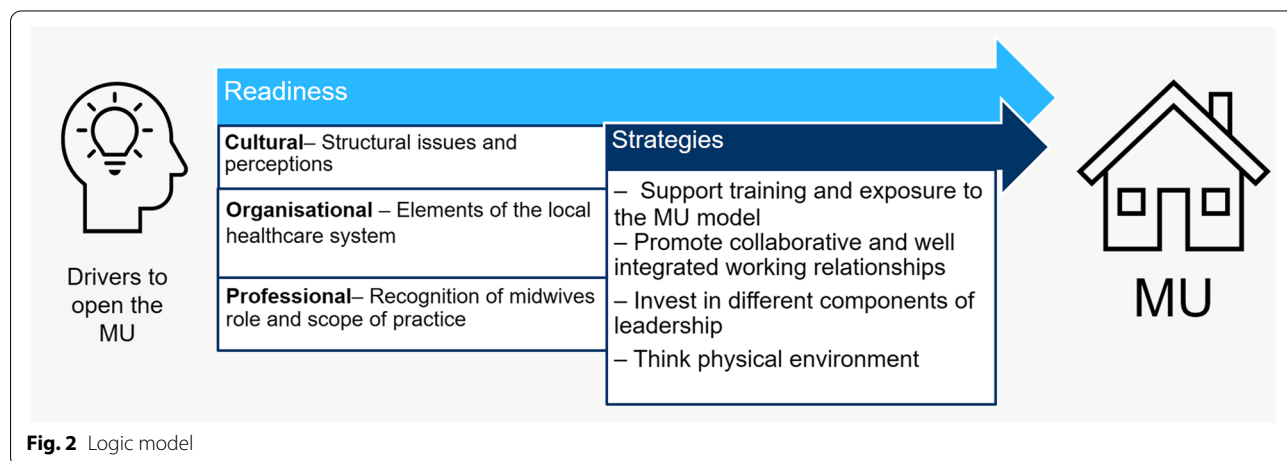 Readiness
Cultural– Structural issues and
perceptions
Organisational – Elements of the local
healthcare system
Professional– Recognition of midwives
role and scope of practice
Strategies
– Support training and exposure to
the MU model
– Promote collaborative and well
integrated working relationships
– Invest in different components of
leadership
– Think physical environment
Drivers to
open the
MU
MU
Fig. 2 Logic model